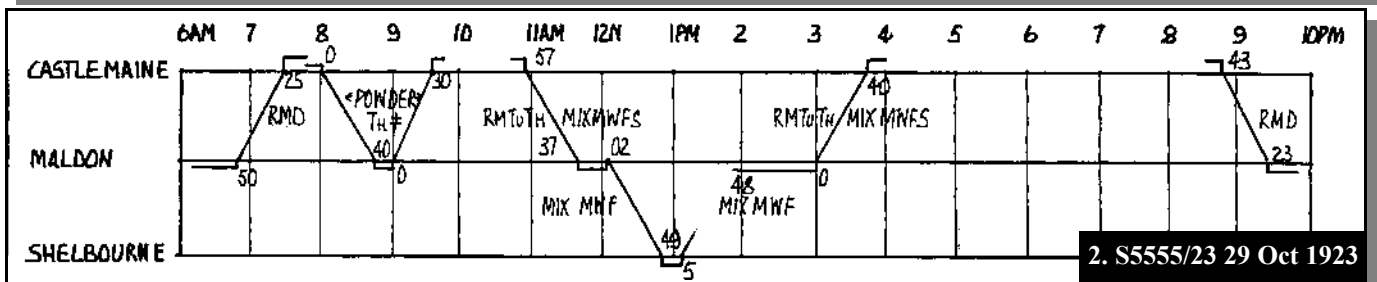 6AM 7 8 9 10 11AM 12N 1PM 2 3 4 5 6 7 8 9 10PM
0 57 43
CASTLEMAINE
25 30 40
"POWDER"
RMD TH # RMTUTH MIXMWFS RMTUTH MIX MWFS RMD
40 37 02 23
MALDON
50 0 48 0
MIX MWF MIX MWF
49
SHELBOURNE
5
2. S5555/23 29 Oct 1923